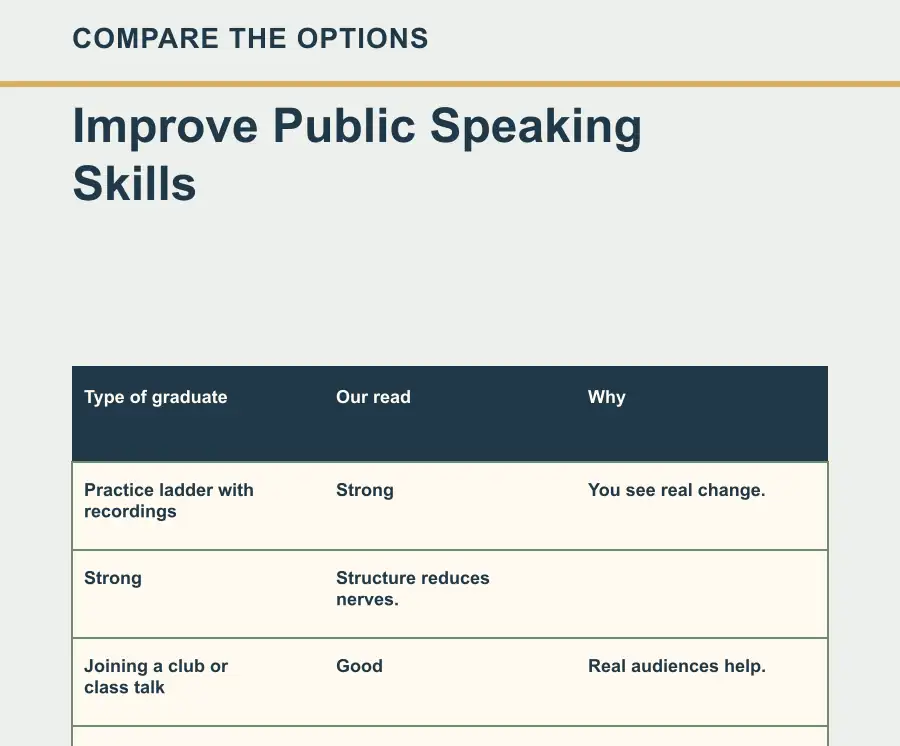 COMPARE THE OPTIONS
Improve Public Speaking
Skills
Type of graduate Our read Why
Practice ladder with
recordings Strong You see real change.
Strong Structure reduces
nerves.
Joining a club or
class talk Good Real audiences help.